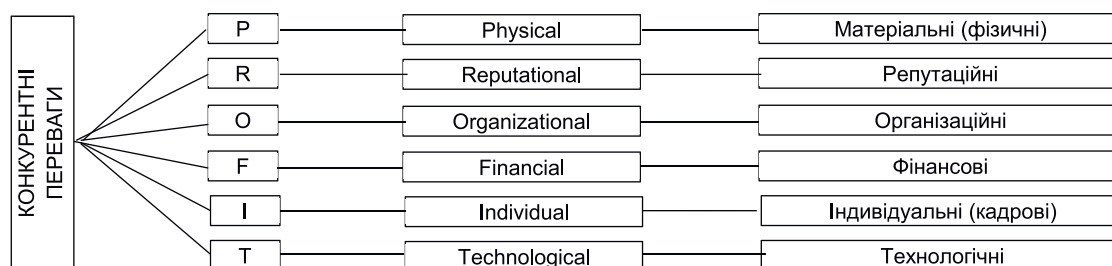 КОНКУРЕНТНІ
ПЕРЕВАГИ
P Physical Матеріальні (фізичні)
R Reputational Репутаційні
O Organizational Організаційні
F Financial Фінансові
I Individual Індивідуальні (кадрові)
T Technological Технологічні